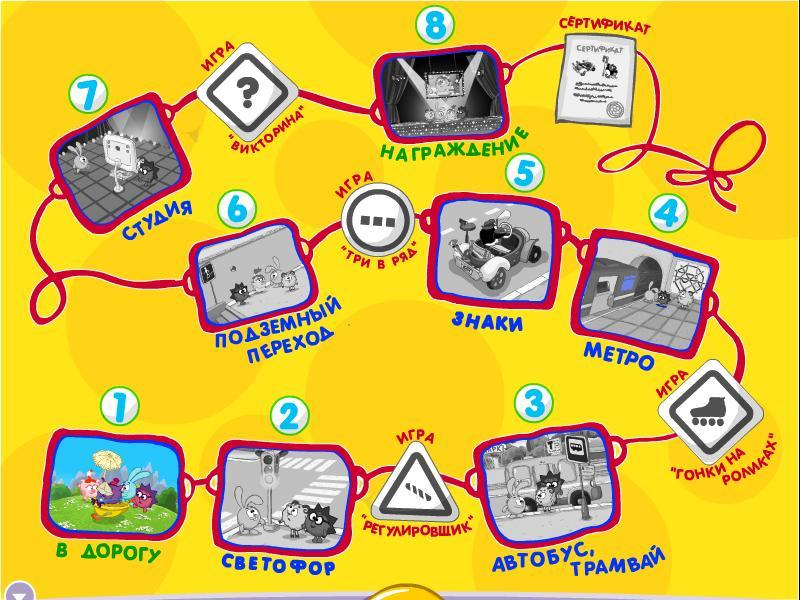 8
СЕРТИФИКАТ
СЕРТИФИКАТ
ИГРА
?
"ВИКТОРИНА"
7
НАГРАЖДЕНИЕ
СТУДИЯ
6
ИГРА
"ТРИ В РЯД"
5
4
ПОДЗЕМНЫЙ
ПЕРЕХОД
ЗНАКИ
МЕТРО
ИГРА
"ГОНКИ НА
РОЛИКАХ"
1
2
3
ИГРА
"РЕГУЛИРОВЩИК"
В ДОРОГУ
СВЕТОФОР
АВТОБУС,
ТРАМВАЙ